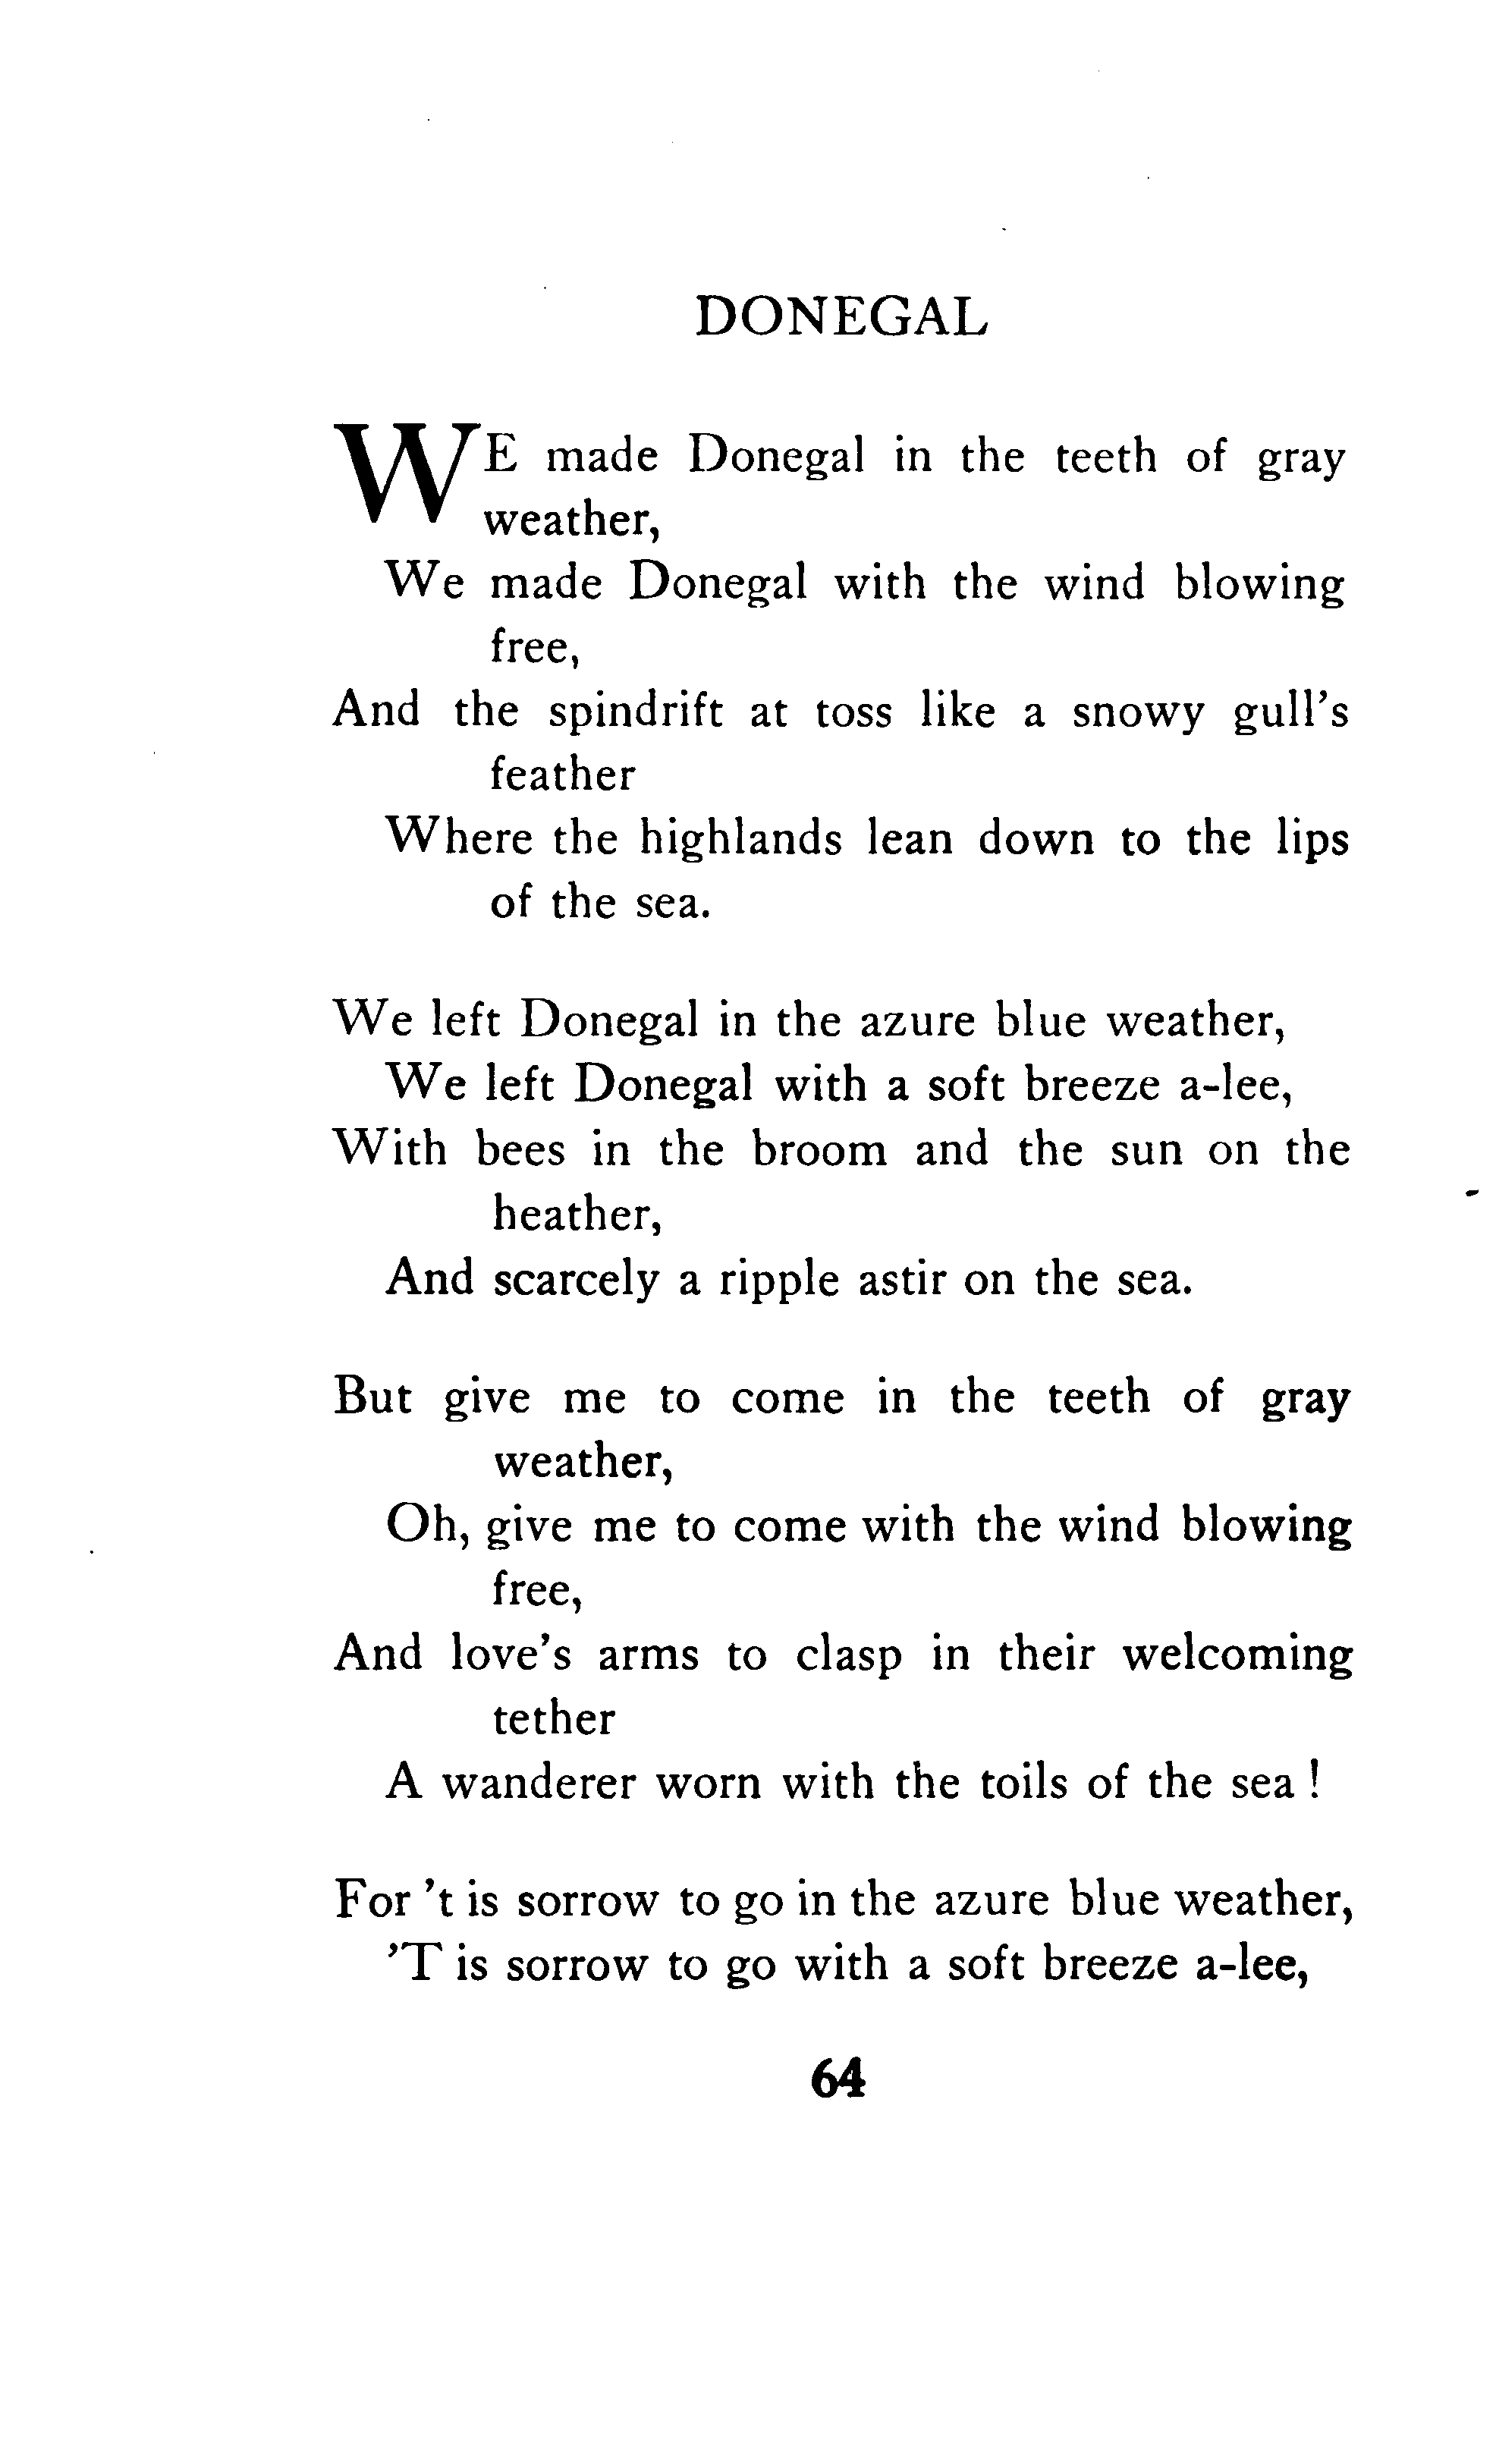 DONEGAL
WE made Donegal in the teeth of gray
weather,
We made Donegal with the wind blowing
free,
And the spindrift at toss like a snowy gull's
feather
Where the highlands lean down to the lips
of the sea.
We left Donegal in the azure blue weather,
We left Donegal with a soft breeze a-lee,
With bees in the broom and the sun on the
heather,
And scarcely a ripple astir on the sea.
But give me to come in the teeth of gray
weather,
Oh, give me to come with the wind blowing
free,
And love's arms to clasp in their welcoming
tether
A wanderer worn with the toils of the sea !
For 't is sorrow to go in the azure blue weather,
'T is sorrow to go with a soft breeze a-lee,
64